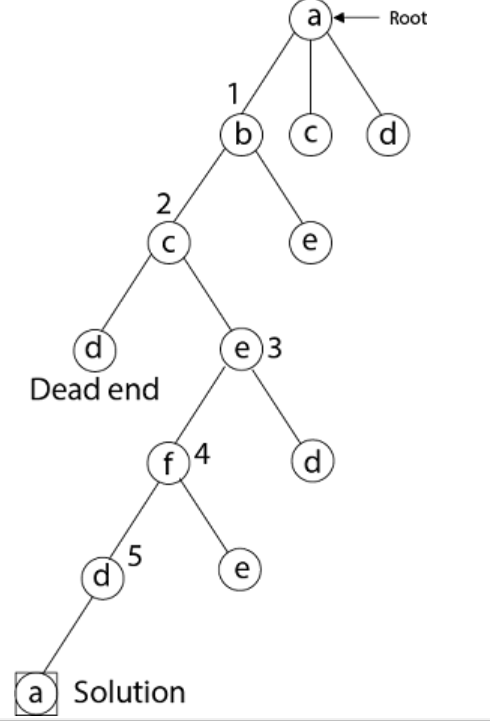 a Root
1
b c d
2
c e
d e 3
Dead end
f 4 d
d 5 e
a Solution